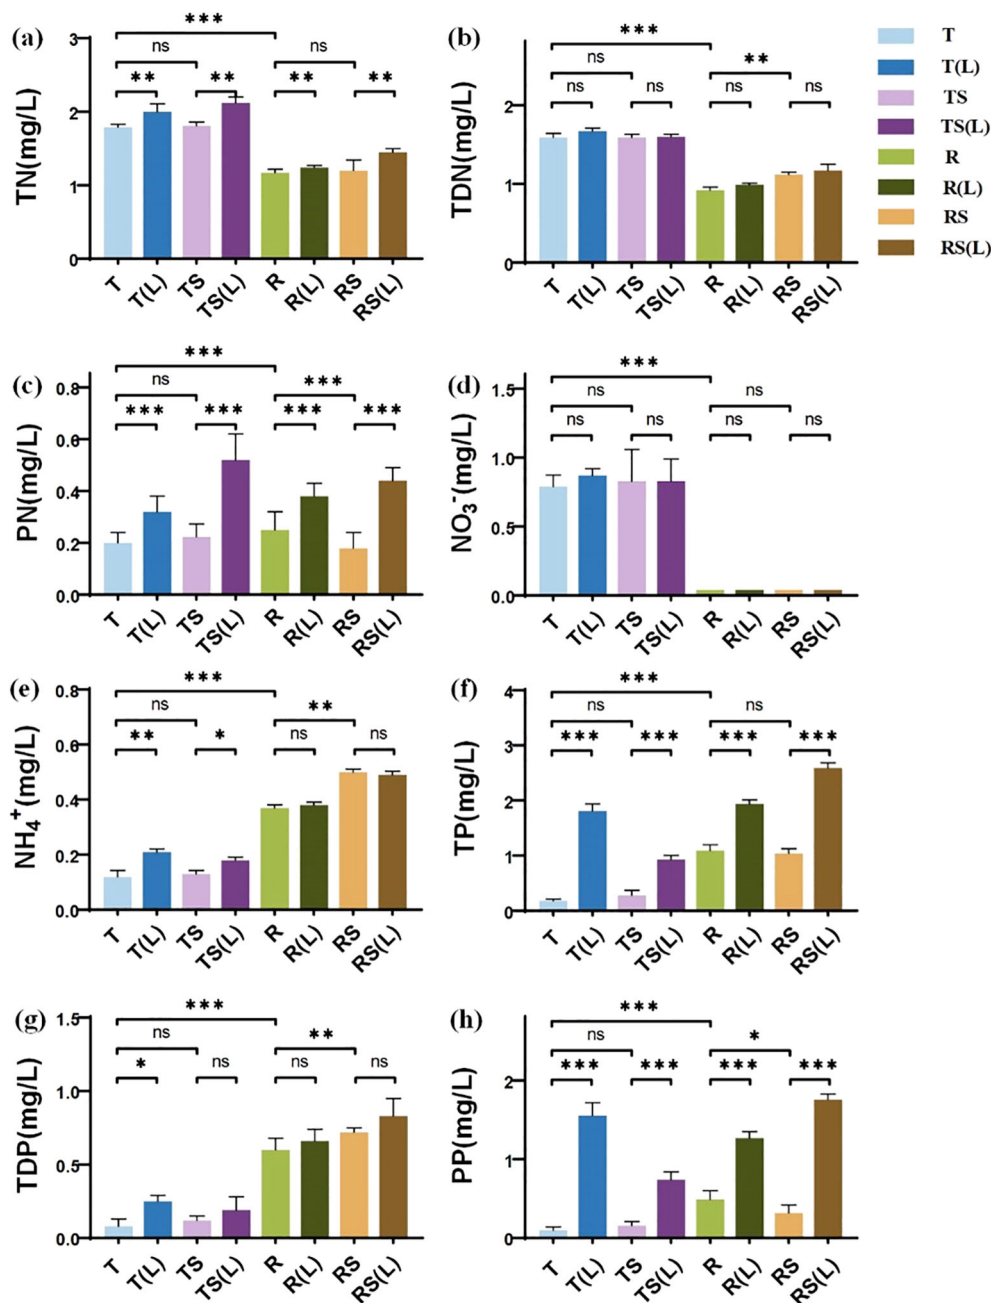 (a)
TN(mg/L)
3
2
1
0
***
ns
ns
**
**
**
**
T
T(L)
TS
TS(L)
R
R(L)
RS
RS(L)
(b)
TDN(mg/L)
2
1
0
***
ns
**
ns
ns
ns
ns
T
T(L)
TS
TS(L)
R
R(L)
RS
RS(L)
T
T(L)
TS
TS(L)
R
R(L)
RS
RS(L)
(c)
PN(mg/L)
0.8
0.6
0.4
0.2
0.0
***
ns
***
***
***
***
***
T
T(L)
TS
TS(L)
R
R(L)
RS
RS(L)
(d)
NO₃⁻(mg/L)
1.5
1.0
0.5
0.0
***
ns
ns
ns
ns
ns
ns
T
T(L)
TS
TS(L)
R
R(L)
RS
RS(L)
(e)
NH₄⁺(mg/L)
0.8
0.6
0.4
0.2
0.0
***
ns
**
**
*
ns
ns
T
T(L)
TS
TS(L)
R
R(L)
RS
RS(L)
(f)
TP(mg/L)
4
3
2
1
0
***
ns
ns
***
***
***
***
T
T(L)
TS
TS(L)
R
R(L)
RS
RS(L)
(g)
TDP(mg/L)
1.5
1.0
0.5
0.0
***
ns
**
*
ns
ns
ns
T
T(L)
TS
TS(L)
R
R(L)
RS
RS(L)
(h)
PP(mg/L)
2
1
0
***
ns
*
***
***
***
***
T
T(L)
TS
TS(L)
R
R(L)
RS
RS(L)